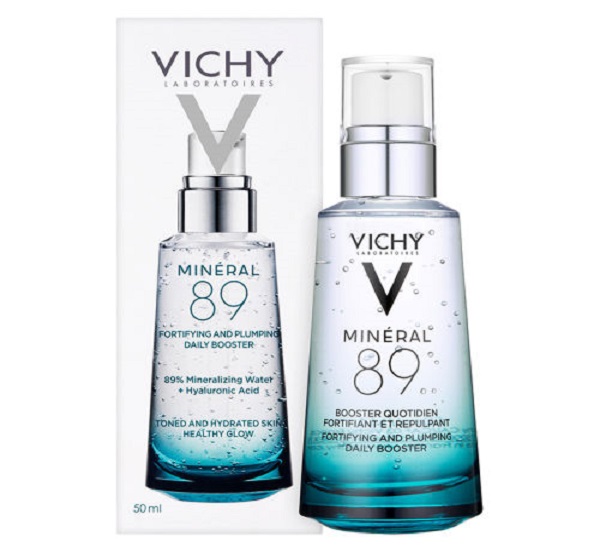 VICHY
LABORATOIRES
MINÉRAL
89
FORTIFYING AND PLUMPING
DAILY BOOSTER
89% Mineralizing Water
+ Hyaluronic Acid
TONED AND HYDRATED SKIN
HEALTHY GLOW
50 ml
VICHY
LABORATOIRES
MINÉRAL
89
BOOSTER QUOTIDIEN
FORTIFIANT ET REPULPANT
FORTIFYING AND PLUMPING
DAILY BOOSTER